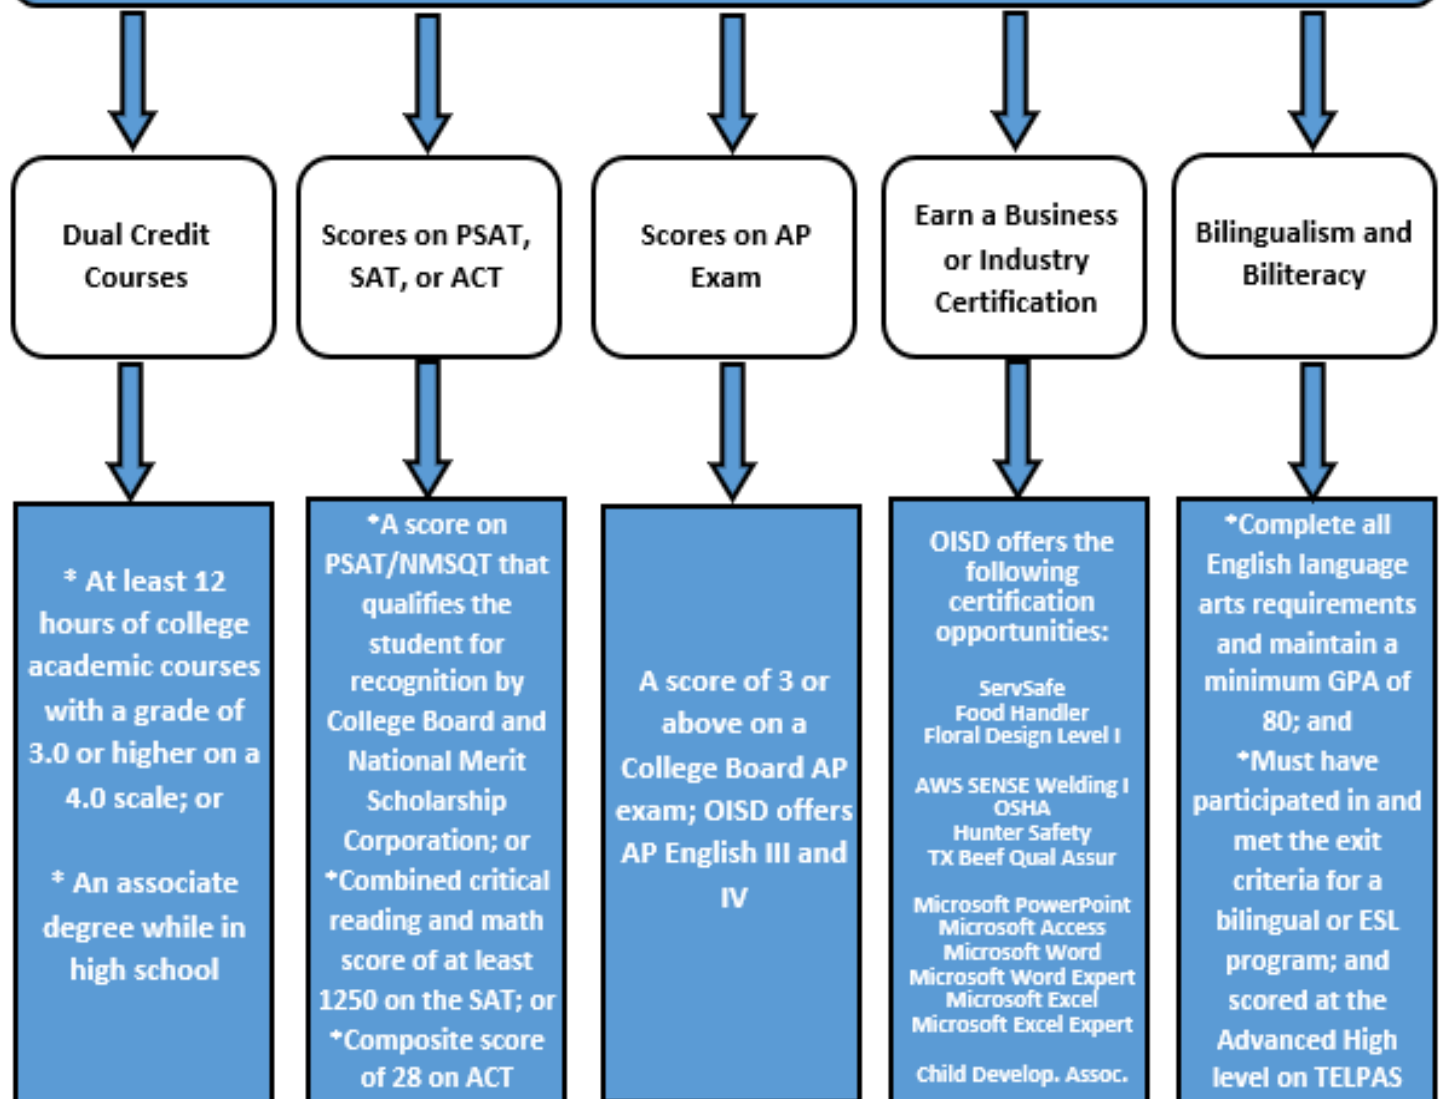 Dual Credit
Courses
Scores on PSAT,
SAT, or ACT
Scores on AP
Exam
Earn a Business
or Industry
Certification
Bilingualism and
Biliteracy
* At least 12
hours of college
academic courses
with a grade of
3.0 or higher on a
4.0 scale; or
* An associate
degree while in
high school
*A score on
PSAT/NMSQT that
qualifies the
student for
recognition by
College Board and
National Merit
Scholarship
Corporation; or
*Combined critical
reading and math
score of at least
1250 on the SAT; or
*Composite score
of 28 on ACT
A score of 3 or
above on a
College Board AP
exam; OISD offers
AP English III and
IV
OISD offers the
following
certification
opportunities:
ServSafe
Food Handler
Floral Design Level I
AWS SENSE Welding I
OSHA
Hunter Safety
TX Beef Qual Assur
Microsoft PowerPoint
Microsoft Access
Microsoft Word
Microsoft Word Expert
Microsoft Excel
Microsoft Excel Expert
Child Develop. Assoc.
*Complete all
English language
arts requirements
and maintain a
minimum GPA of
80; and
*Must have
participated in and
met the exit
criteria for a
bilingual or ESL
program; and
scored at the
Advanced High
level on TELPAS